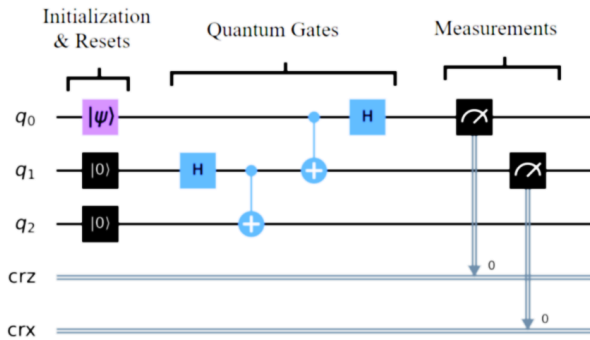 Initialization
& Resets
Quantum Gates
Measurements
q0 |ψ⟩ H
q1 |0⟩ H
q2 |0⟩
crz 0
crx 0